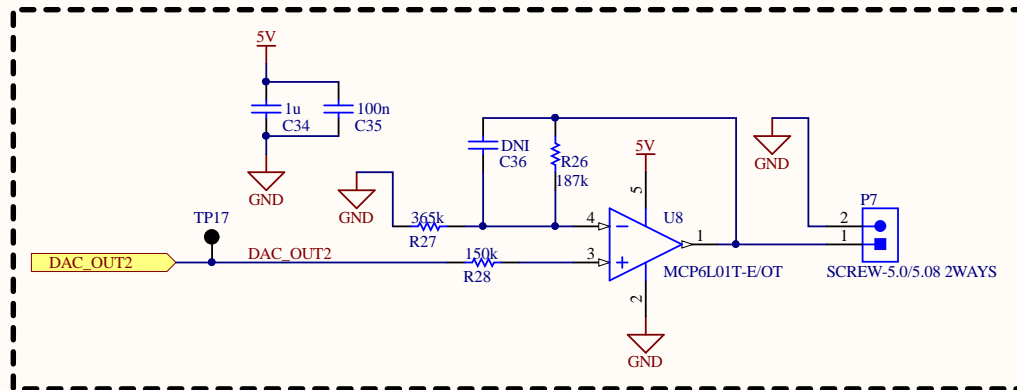 5V
1u
C34
100n
C35
GND
DNI
C36
R26
187k
5V
GND
GND
P7
TP17
365k
R27
4
5
U8
2
1
1
DAC_OUT2
DAC_OUT2
150k
R28
3
MCP6L01T-E/OT
SCREW-5.0/5.08 2WAYS
2
GND